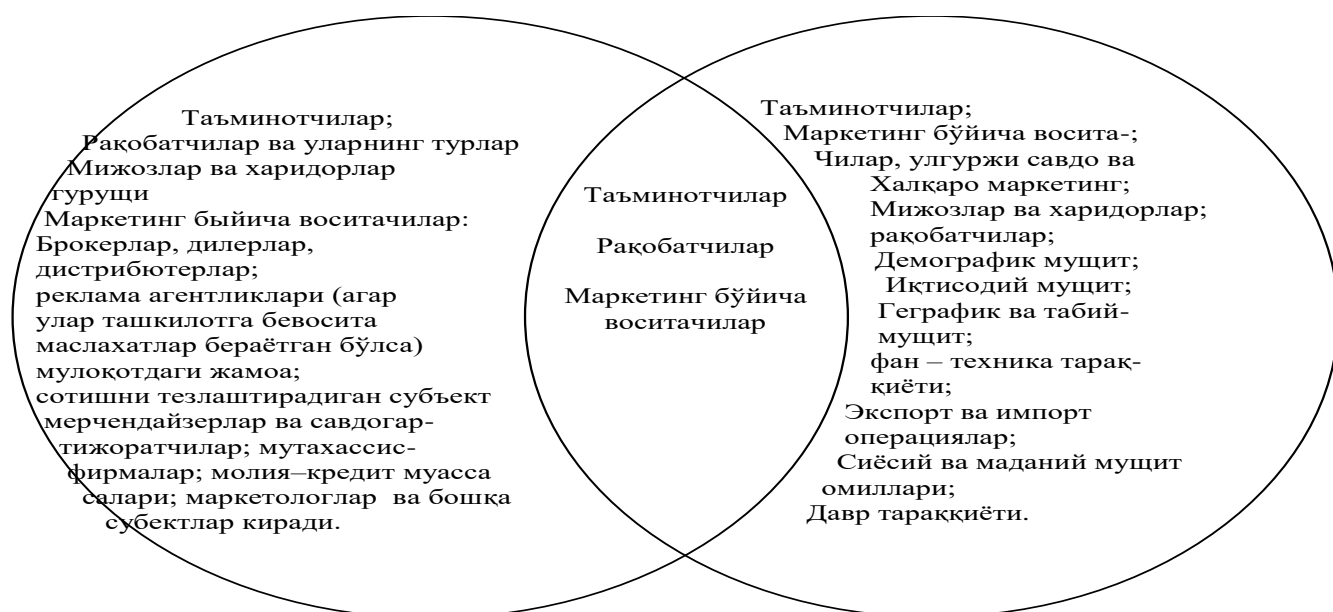 Таъминотчилар;
Рақобатчилар ва уларнинг турлар
Мижозлар ва харидорлар
гурущи
Маркетинг быйича воситачилар:
Брокерлар, дилерлар,
дистрибютерлар;
реклама агентликлари (агар
улар ташкилотга бевосита
маслахатлар бераётган бўлса)
мулоқотдаги жамоа;
сотишни тезлаштирадиган субъект
мерчендайзерлар ва савдогар-
тижоратчилар; мутахассис-
фирмалар; молия–кредит муасса
салари; маркетологлар ва бошқа
субектлар киради.
Таъминотчилар
Рақобатчилар
Маркетинг бўйича
воситачилар
Таъминотчилар;
Маркетинг бўйича восита-;
Чилар, улгуржи савдо ва
Халқаро маркетинг;
Мижозлар ва харидорлар;
рақобатчилар;
Демографик мущит;
Иқтисодий мущит;
Геграфик ва табий-
мущит;
фан – техника тарақ-
қиёти;
Экспорт ва импорт
операциялар;
Сиёсий ва маданий мущит
омиллари;
Давр тараққиёти.